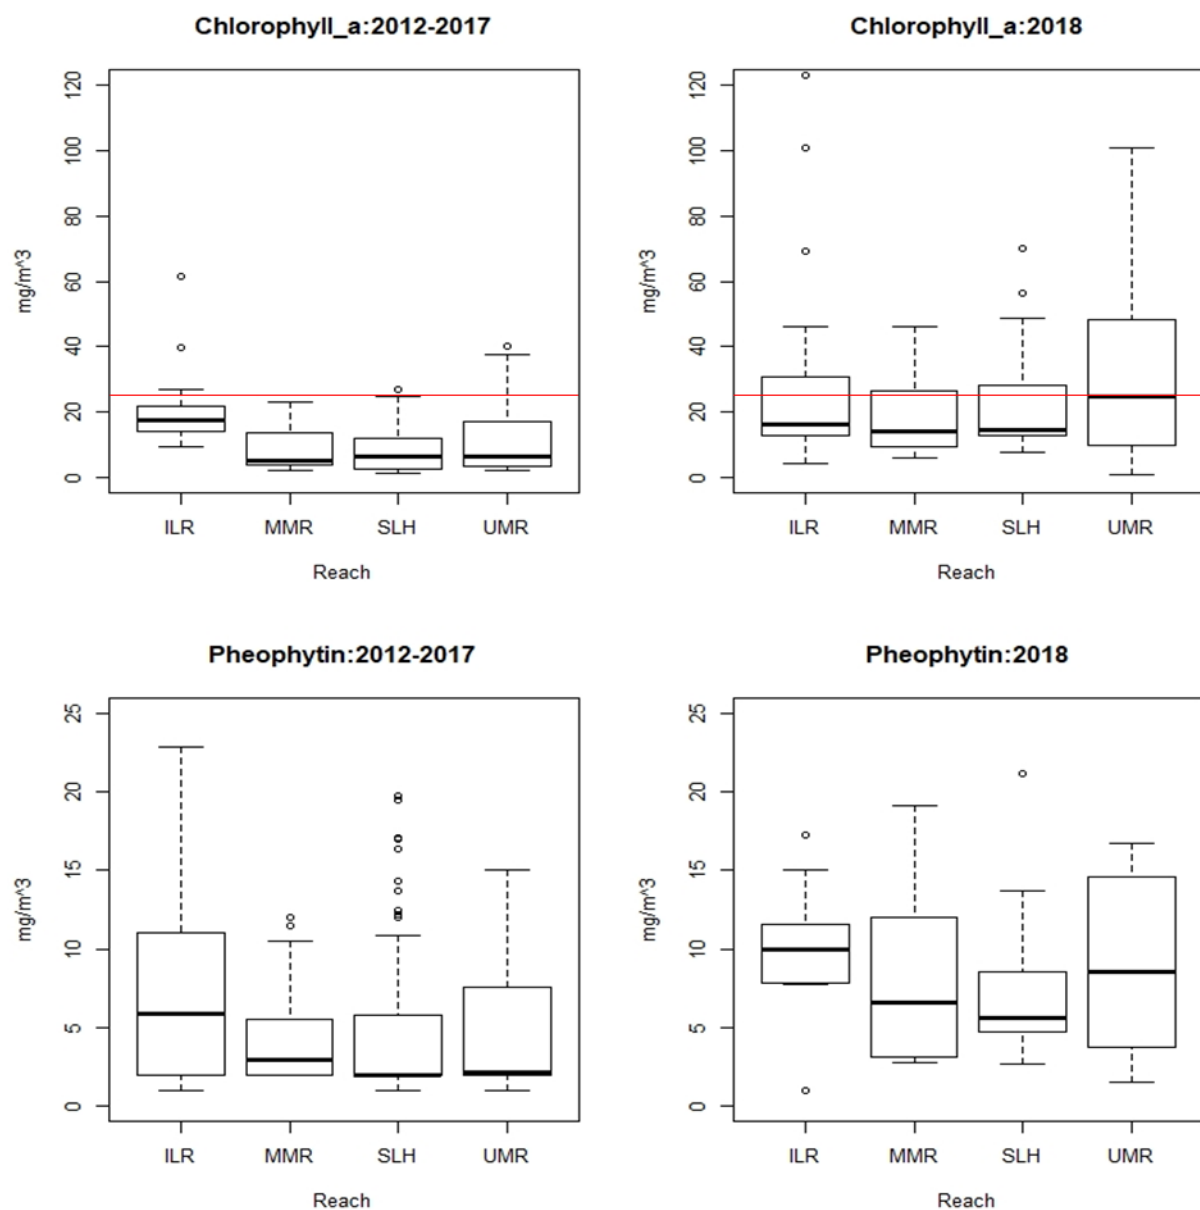 Chlorophyll_a:2012-2017
mg/m^3
0 20 40 60 80 100 120
ILR MMR SLH UMR
Reach
Chlorophyll_a:2018
mg/m^3
0 20 40 60 80 100 120
ILR MMR SLH UMR
Reach
Pheophytin:2012-2017
mg/m^3
0 5 10 15 20 25
ILR MMR SLH UMR
Reach
Pheophytin:2018
mg/m^3
0 5 10 15 20 25
ILR MMR SLH UMR
Reach